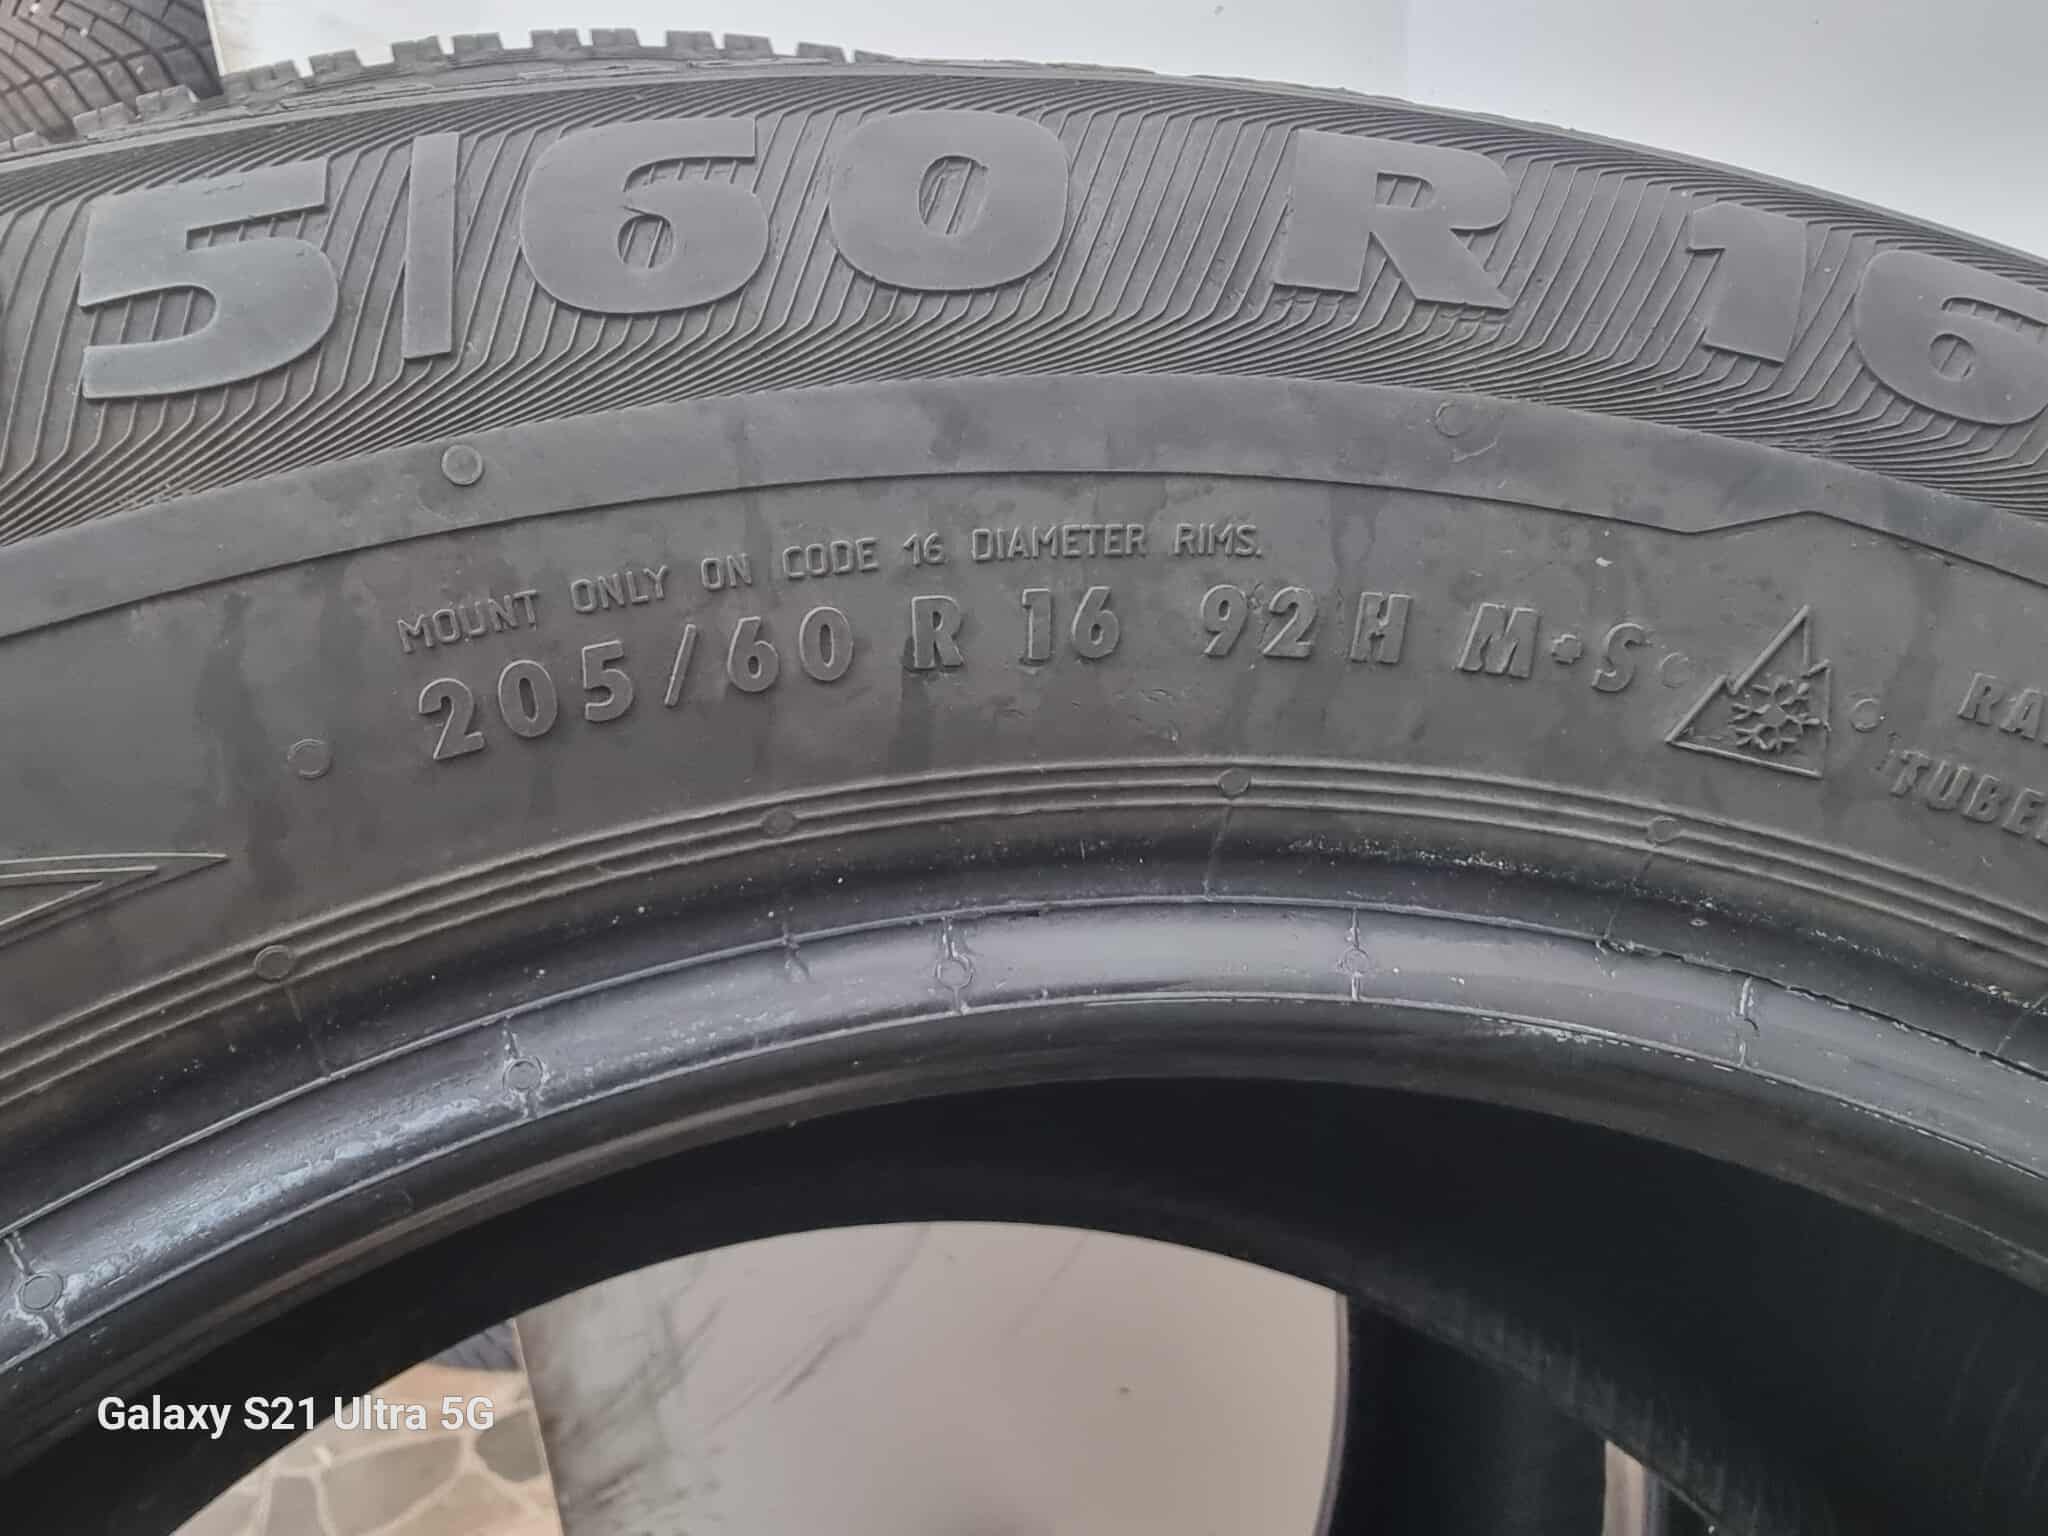 5/60 R 16
MOUNT ONLY ON CODE 16 DIAMETER RIMS.
205/60 R 16 92 H M•S
Galaxy S21 Ultra 5G